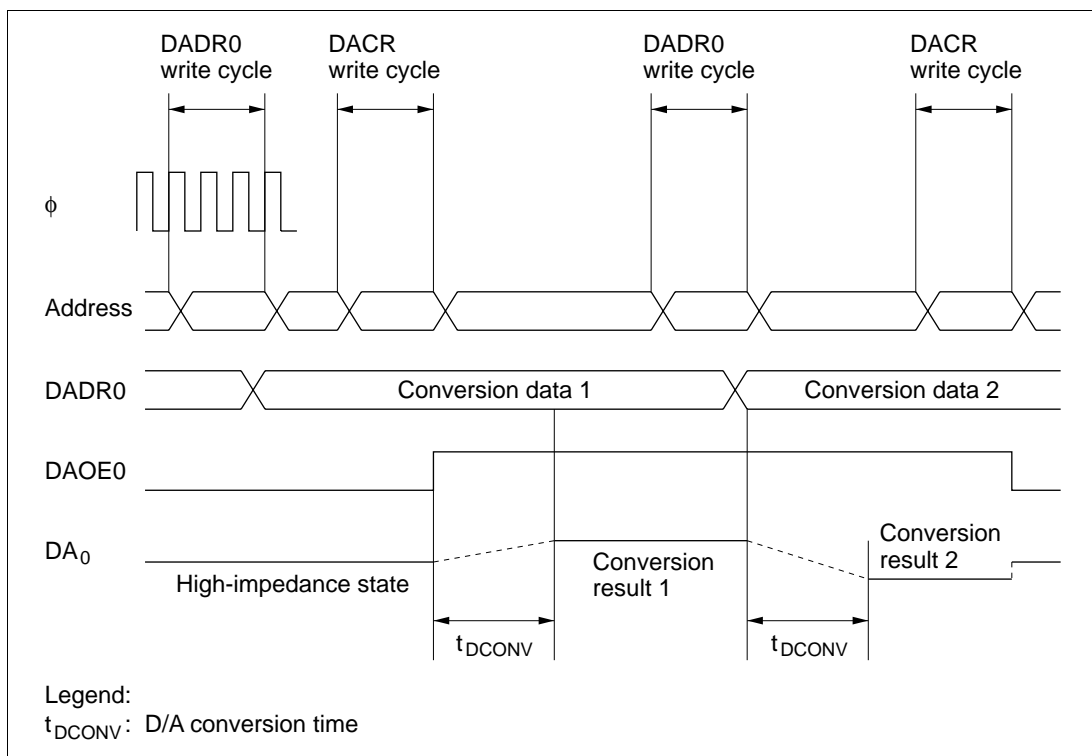 DADR0
write cycle
DACR
write cycle
DADR0
write cycle
DACR
write cycle
φ
Address
DADR0
Conversion data 1
Conversion data 2
DAOE0
DA0
High-impedance state
Conversion
result 1
Conversion
result 2
tDCONV
tDCONV
Legend:
tDCONV: D/A conversion time